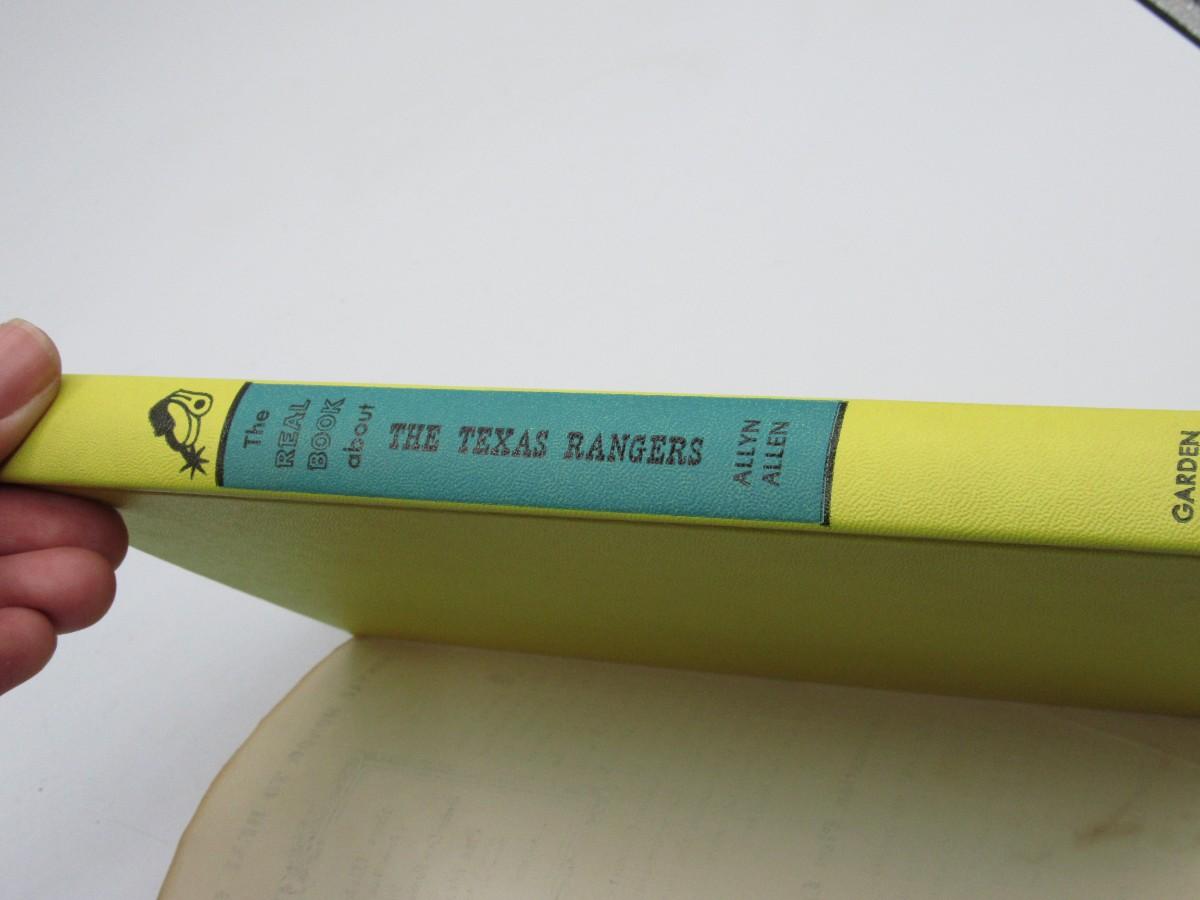 The
REAL
BOOK
about
THE TEXAS RANGERS
ALLYN
ALLEN
GARDEN